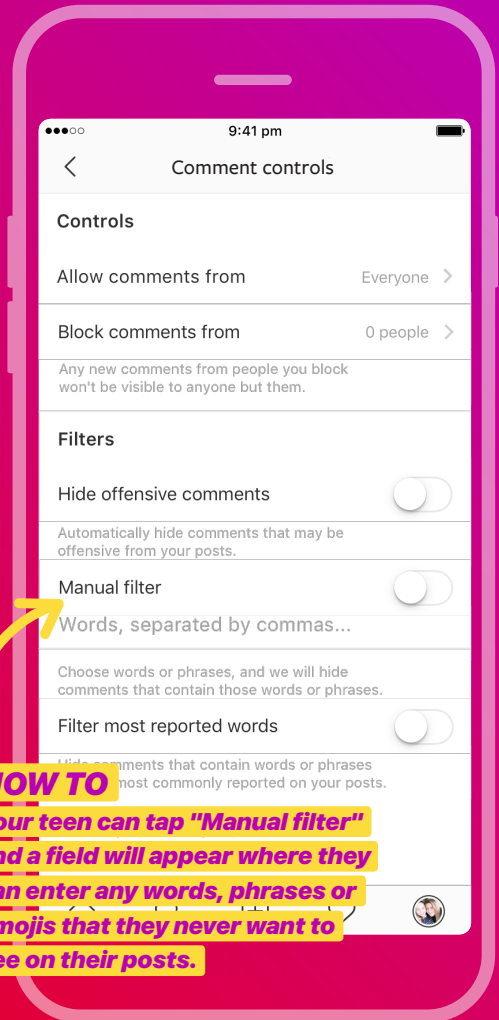 9:41 pm
Comment controls
Controls
Allow comments from Everyone
Block comments from 0 people
Any new comments from people you block
won't be visible to anyone but them.
Filters
Hide offensive comments
Automatically hide comments that may be
offensive from your posts.
Manual filter
Words, separated by commas...
Choose words or phrases, and we will hide
comments that contain those words or phrases.
Filter most reported words
Hide comments that contain words or phrases
most commonly reported on your posts.
HOW TO
our teen can tap "Manual filter"
nd a field will appear where they
an enter any words, phrases or
mojis that they never want to
ee on their posts.